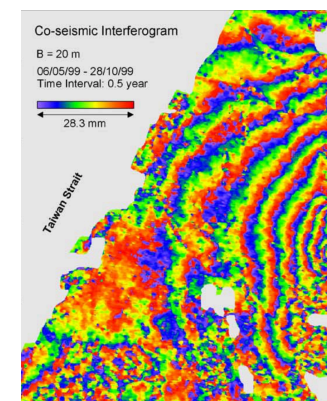 Co-seismic Interferogram
B = 20 m
06/05/99 - 28/10/99
Time Interval: 0.5 year
28.3 mm
Taiwan Strait